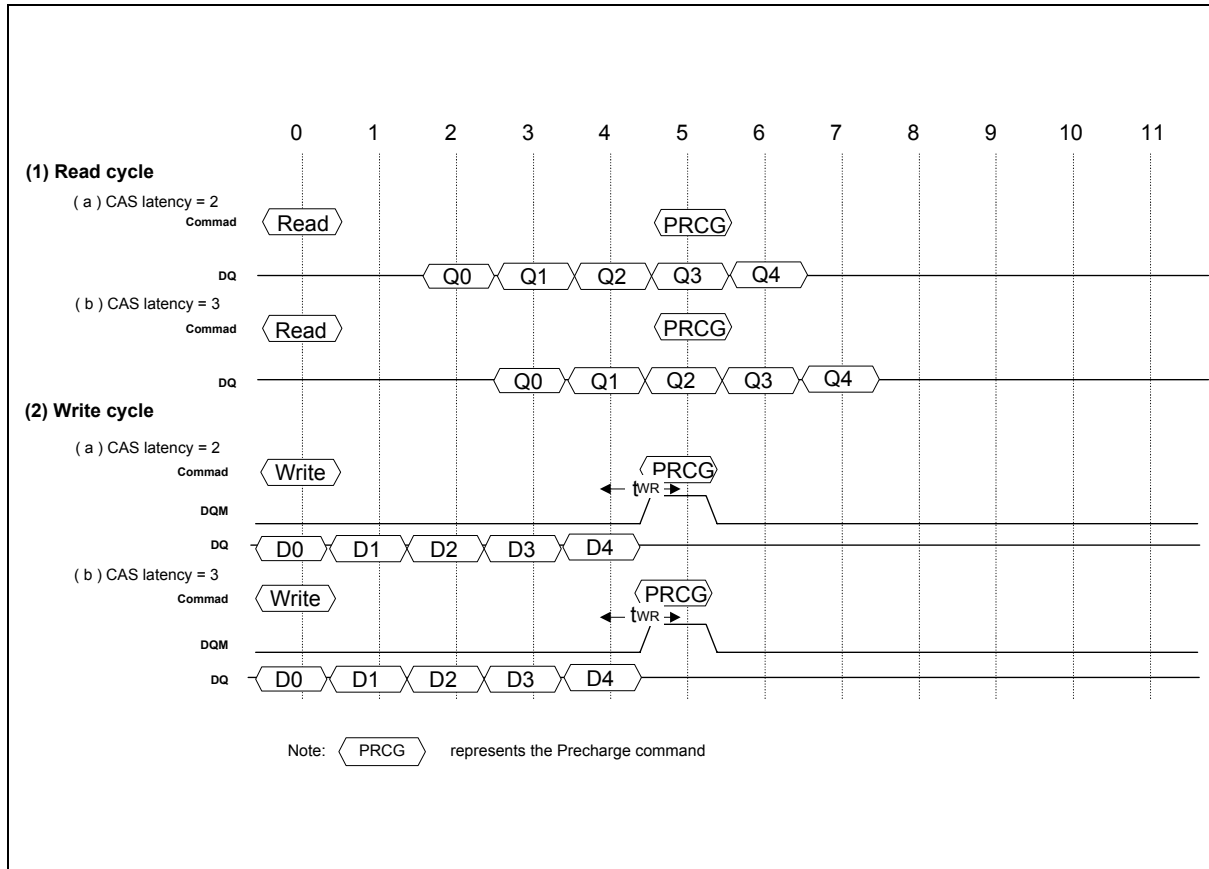 0 1 2 3 4 5 6 7 8 9 10 11
(1) Read cycle
( a ) CAS latency = 2
Commad Read PRCG
DQ Q0 Q1 Q2 Q3 Q4
( b ) CAS latency = 3
Commad Read PRCG
DQ Q0 Q1 Q2 Q3 Q4
(2) Write cycle
( a ) CAS latency = 2
Commad Write PRCG
tWR
DQM
DQ D0 D1 D2 D3 D4
( b ) CAS latency = 3
Commad Write PRCG
tWR
DQM
DQ D0 D1 D2 D3 D4
Note: PRCG represents the Precharge command